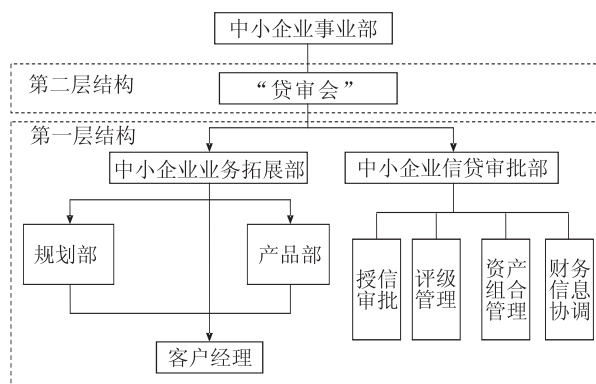 中小企业事业部
第二层结构
“贷审会”
第一层结构
中小企业业务拓展部
中小企业信贷审批部
规划部
产品部
授信
审批
评级
管理
资产
组合
管理
财务
信息
协调
客户经理